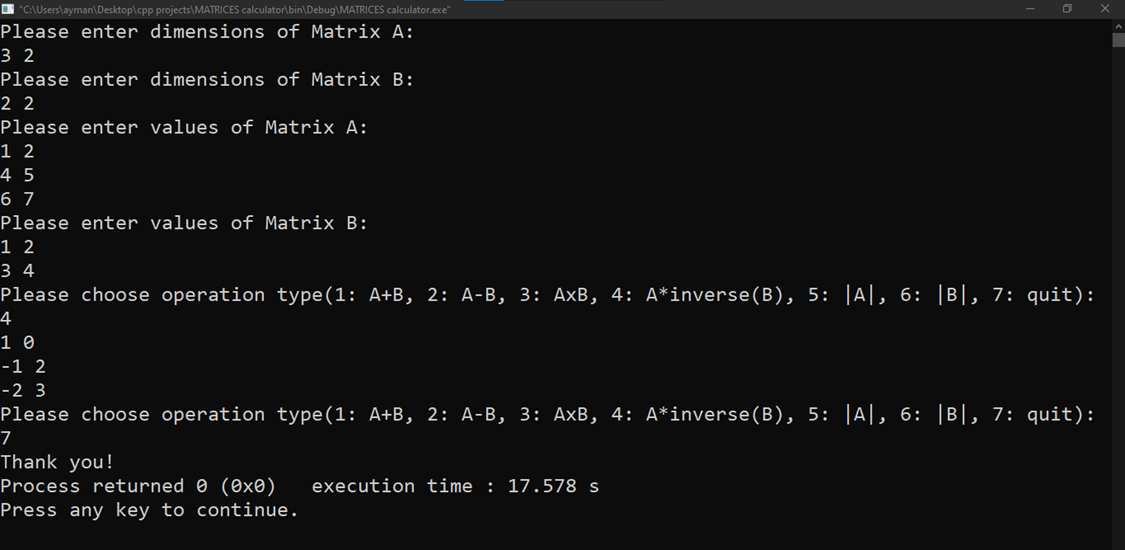 "C:\Users\ayman\Desktop\cpp projects\MATRICES calculator\bin\Debug\MATRICES calculator.exe"
Please enter dimensions of Matrix A:
3 2
Please enter dimensions of Matrix B:
2 2
Please enter values of Matrix A:
1 2
4 5
6 7
Please enter values of Matrix B:
1 2
3 4
Please choose operation type(1: A+B, 2: A-B, 3: AxB, 4: A*inverse(B), 5: |A|, 6: |B|, 7: quit):
4
1 0
-1 2
-2 3
Please choose operation type(1: A+B, 2: A-B, 3: AxB, 4: A*inverse(B), 5: |A|, 6: |B|, 7: quit):
7
Thank you!
Process returned 0 (0x0)   execution time : 17.578 s
Press any key to continue.